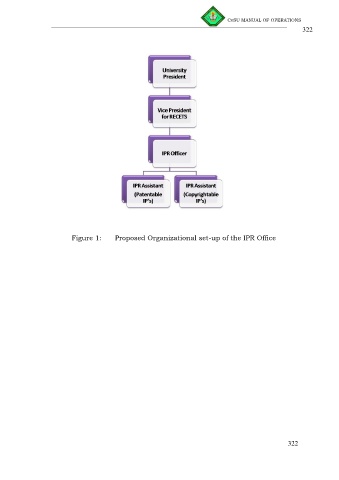 CvSU MANUAL OF OPERATIONS
322
University
President
Vice President
for RECETS
IPR Officer
IPR Assistant
(Patentable
IP's)
IPR Assistant
(Copyrightable
IP's)
Figure 1: Proposed Organizational set-up of the IPR Office
322